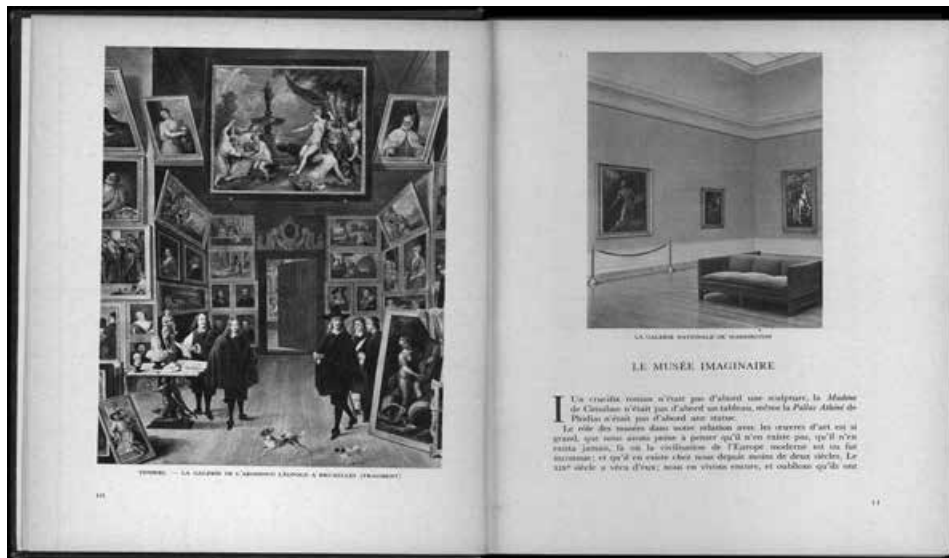 TENIERS. — LA GALERIE DE L'ARCHIDUC LÉOPOLD A BRUXELLES (FRAGMENT)
10
LA GALERIE NATIONALE DE WASHINGTON
LE MUSÉE IMAGINAIRE
I Un crucifix roman n'était pas d'abord une sculpture, la Madone
de Cimabue n'était pas d'abord un tableau, même la Pallas Athéné de
Phidias n'était pas d'abord une statue.
Le rôle des musées dans notre relation avec les œuvres d'art est si
grand, que nous avons peine à penser qu'il n'en existe pas, qu'il n'en
exista jamais, là où la civilisation de l'Europe moderne est ou fut
inconnue; et qu'il en existe chez nous depuis moins de deux siècles. Le
XIXe siècle a vécu d'eux; nous en vivons encore, et oublions qu'ils ont
11